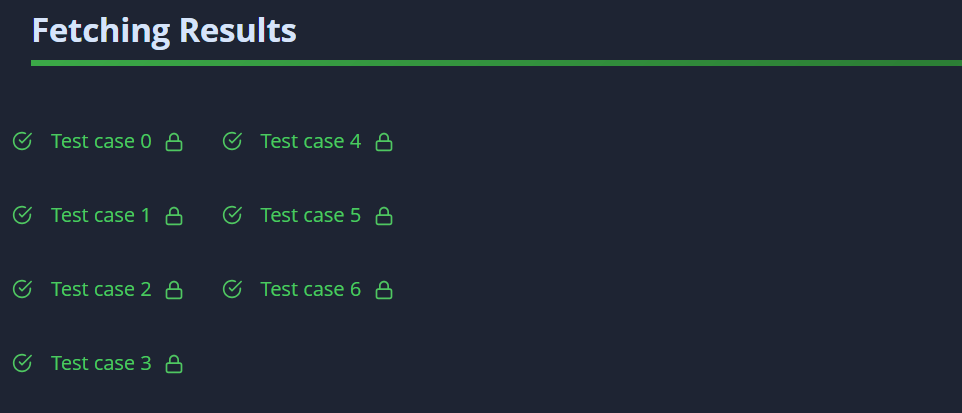 Fetching Results
Test case 0
Test case 4
Test case 1
Test case 5
Test case 2
Test case 6
Test case 3